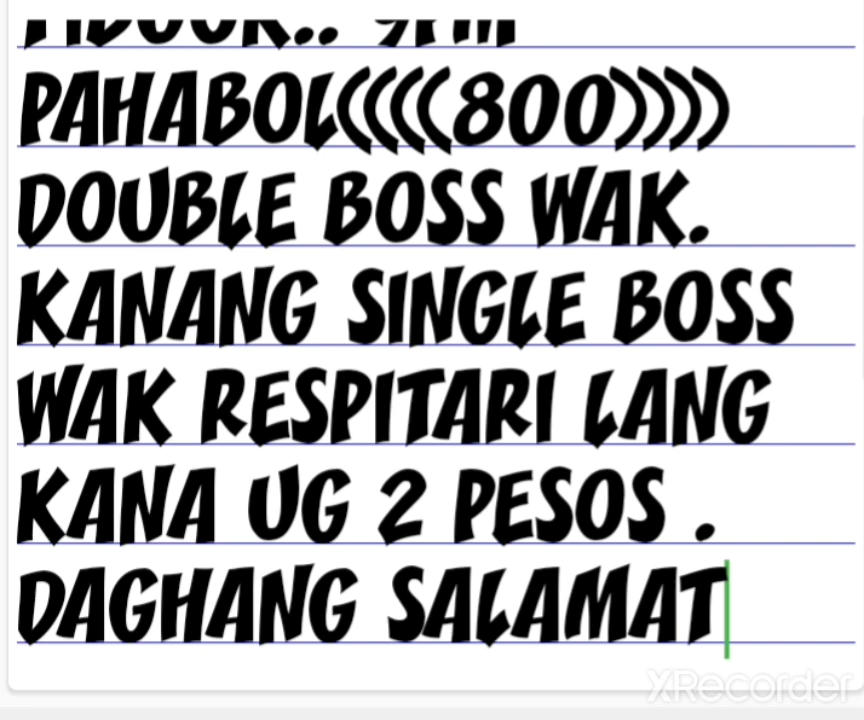 PAHABOL((((800))))
DOUBLE BOSS WAK.
KANANG SINGLE BOSS
WAK RESPITARI LANG
KANA UG 2 PESOS .
DAGHANG SALAMAT
XRecorder